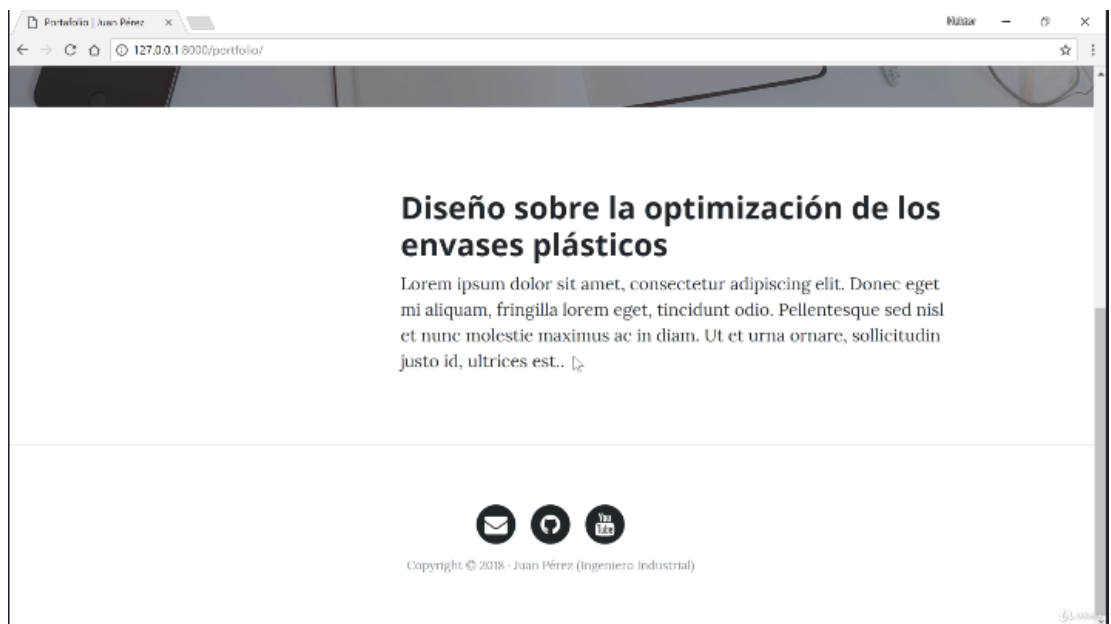 Portafolio | Juan Pérez
127.0.0.1:8000/portfolio/
Diseño sobre la optimización de los
envases plásticos
Lorem ipsum dolor sit amet, consectetur adipiscing elit. Donec eget
mi aliquam, fringilla lorem eget, tincidunt odio. Pellentesque sed nisl
et nunc molestie maximus ac in diam. Ut et urna ornare, sollicitudin
justo id, ultrices est..
You
Tube
Copyright © 2018 · Juan Pérez (Ingeniero Industrial)